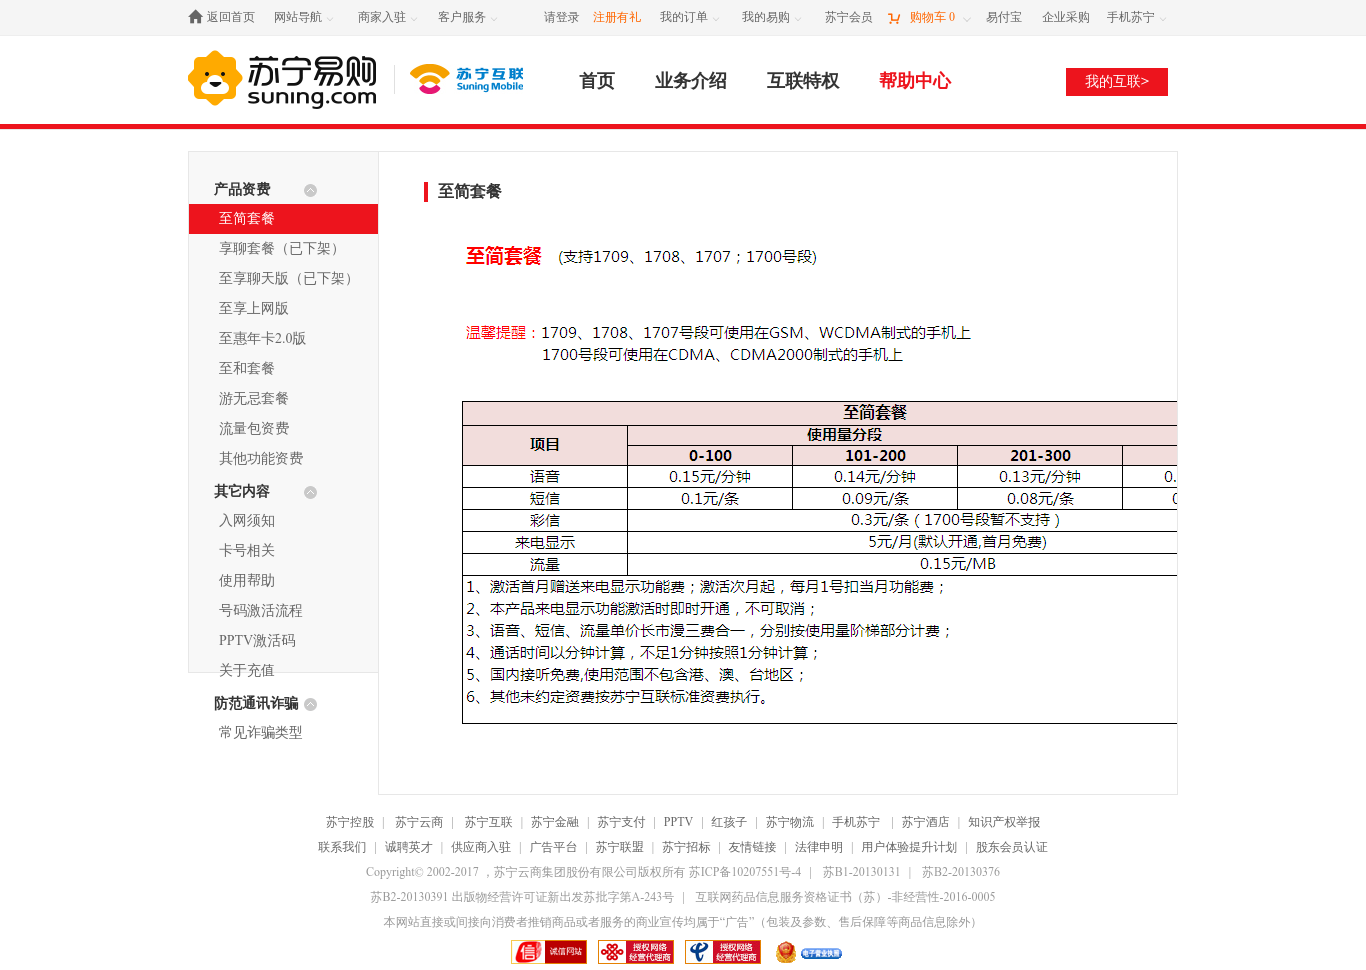 返回首页 网站导航 商家入驻 客户服务 请登录 注册有礼 我的订单 我的易购 苏宁会员 购物车 0 易付宝 企业采购 手机苏宁
苏宁易购 suning.com 苏宁互联 Suning Mobile 首页 业务介绍 互联特权 帮助中心 我的互联>
产品资费
至简套餐
享聊套餐（已下架）
至享聊天版（已下架）
至享上网版
至惠年卡2.0版
至和套餐
游无忌套餐
流量包资费
其他功能资费
其它内容
入网须知
卡号相关
使用帮助
号码激活流程
PPTV激活码
关于充值
防范通讯诈骗
常见诈骗类型
至简套餐
至简套餐 (支持1709、1708、1707；1700号段)
温馨提醒：1709、1708、1707号段可使用在GSM、WCDMA制式的手机上
1700号段可使用在CDMA、CDMA2000制式的手机上
至简套餐
项目 使用量分段
0-100 101-200 201-300
语音 0.15元/分钟 0.14元/分钟 0.13元/分钟 0.
短信 0.1元/条 0.09元/条 0.08元/条
彩信 0.3元/条（1700号段暂不支持）
来电显示 5元/月(默认开通,首月免费)
流量 0.15元/MB
1、激活首月赠送来电显示功能费；激活次月起，每月1号扣当月功能费；
2、本产品来电显示功能激活时即时开通，不可取消；
3、语音、短信、流量单价长市漫三费合一，分别按使用量阶梯部分计费；
4、通话时间以分钟计算，不足1分钟按照1分钟计算；
5、国内接听免费,使用范围不包含港、澳、台地区；
6、其他未约定资费按苏宁互联标准资费执行。
苏宁控股 | 苏宁云商 | 苏宁互联 | 苏宁金融 | 苏宁支付 | PPTV | 红孩子 | 苏宁物流 | 手机苏宁 | 苏宁酒店 | 知识产权举报
联系我们 | 诚聘英才 | 供应商入驻 | 广告平台 | 苏宁联盟 | 苏宁招标 | 友情链接 | 法律申明 | 用户体验提升计划 | 股东会员认证
Copyright© 2002-2017 ，苏宁云商集团股份有限公司版权所有 苏ICP备10207551号-4 | 苏B1-20130131 | 苏B2-20130376
苏B2-20130391 出版物经营许可证新出发苏批字第A-243号 | 互联网药品信息服务资格证书（苏）-非经营性-2016-0005
本网站直接或间接向消费者推销商品或者服务的商业宣传均属于“广告”（包装及参数、售后保障等商品信息除外）
信 诚信网站 授权网络经营代理商 授权网络经营代理商 电子营业执照